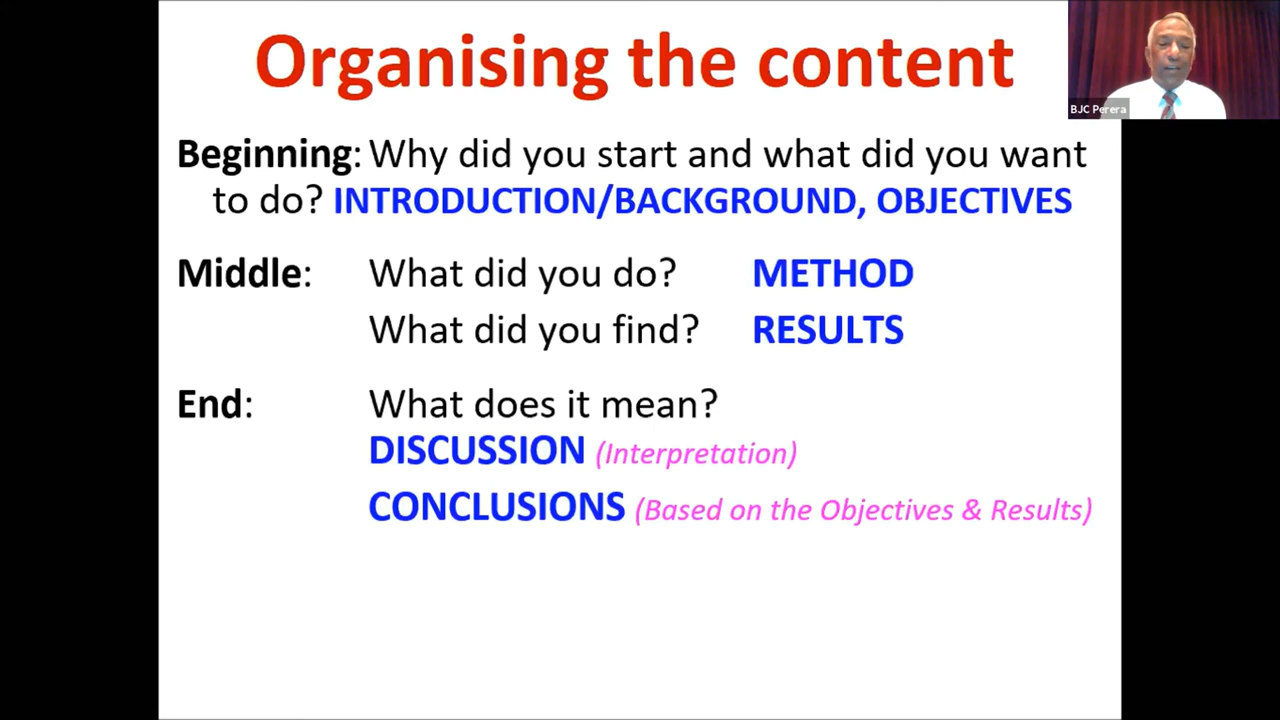 Organising the content
BJC Perera
Beginning: Why did you start and what did you want
to do? INTRODUCTION/BACKGROUND, OBJECTIVES
Middle: What did you do? METHOD
What did you find? RESULTS
End: What does it mean?
DISCUSSION (Interpretation)
CONCLUSIONS (Based on the Objectives & Results)